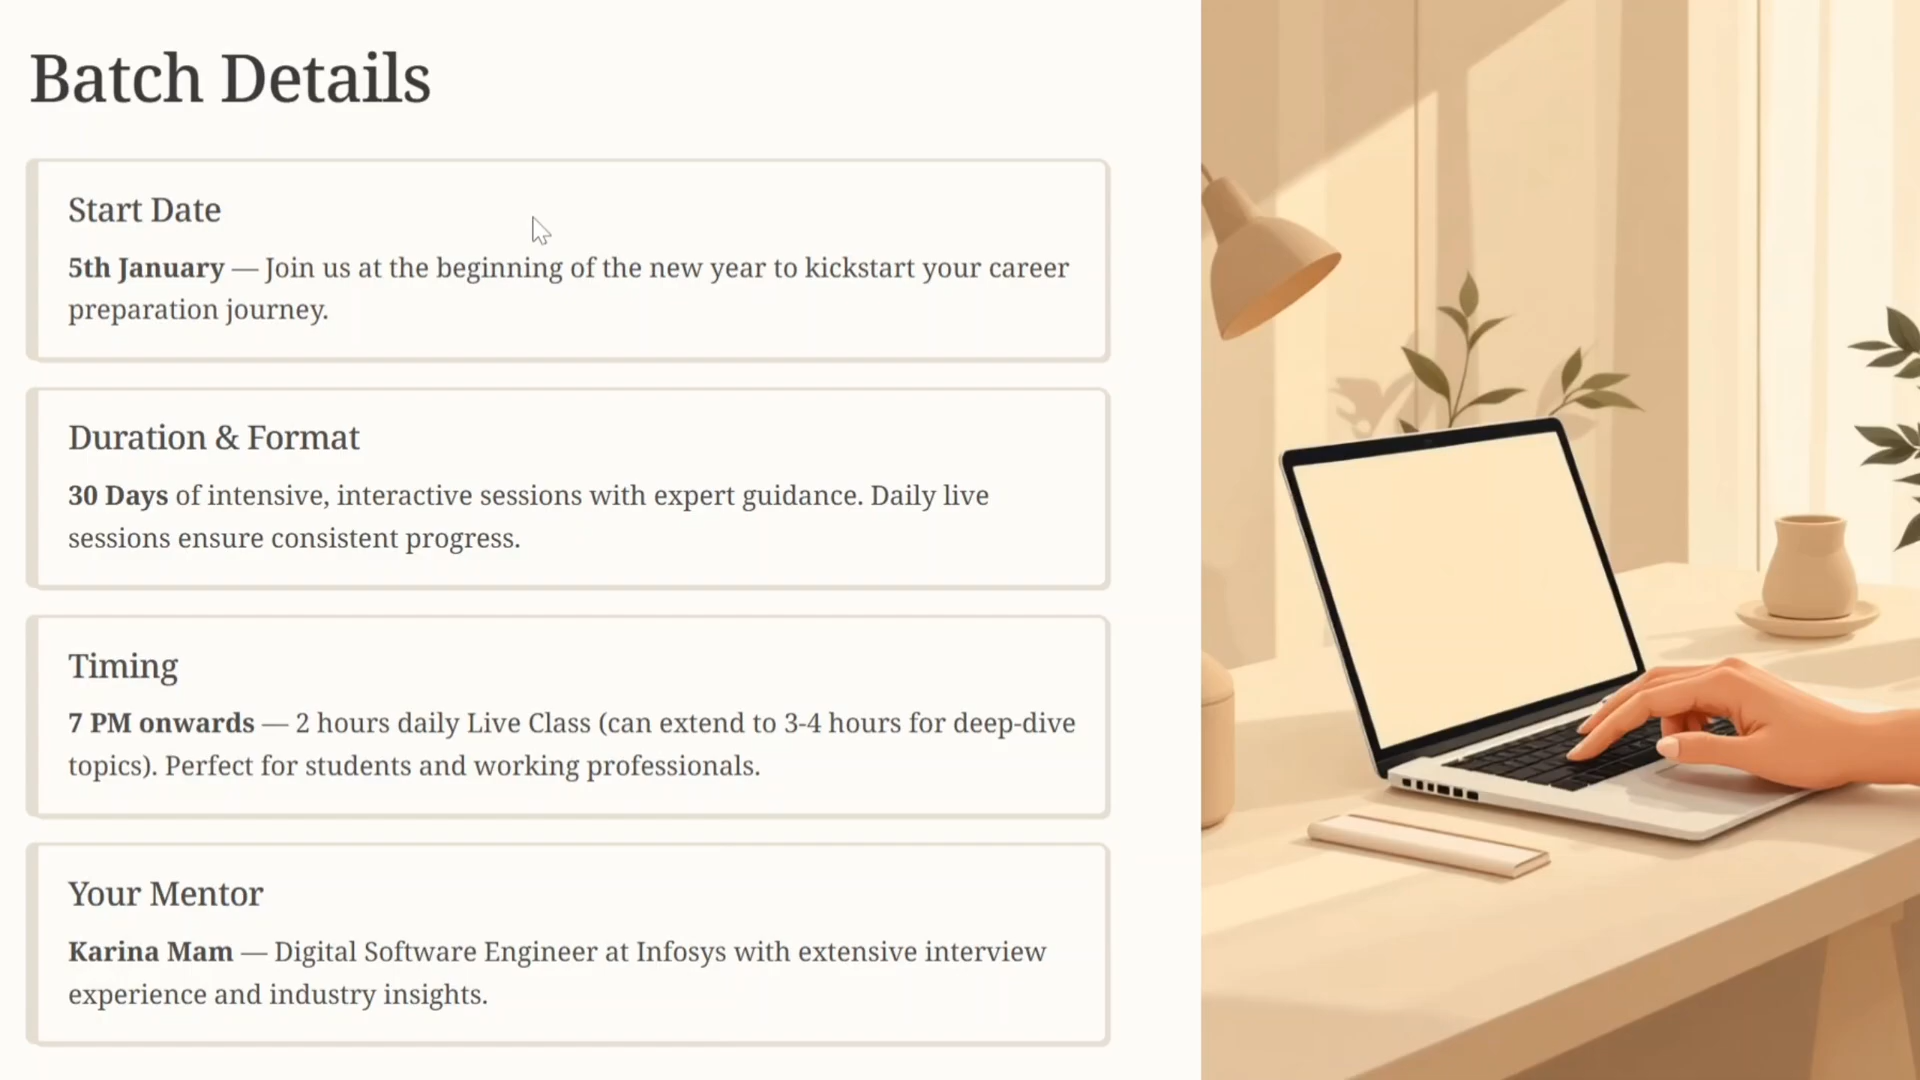 Batch Details
Start Date
5th January — Join us at the beginning of the new year to kickstart your career
preparation journey.
Duration & Format
30 Days of intensive, interactive sessions with expert guidance. Daily live
sessions ensure consistent progress.
Timing
7 PM onwards — 2 hours daily Live Class (can extend to 3-4 hours for deep-dive
topics). Perfect for students and working professionals.
Your Mentor
Karina Mam — Digital Software Engineer at Infosys with extensive interview
experience and industry insights.